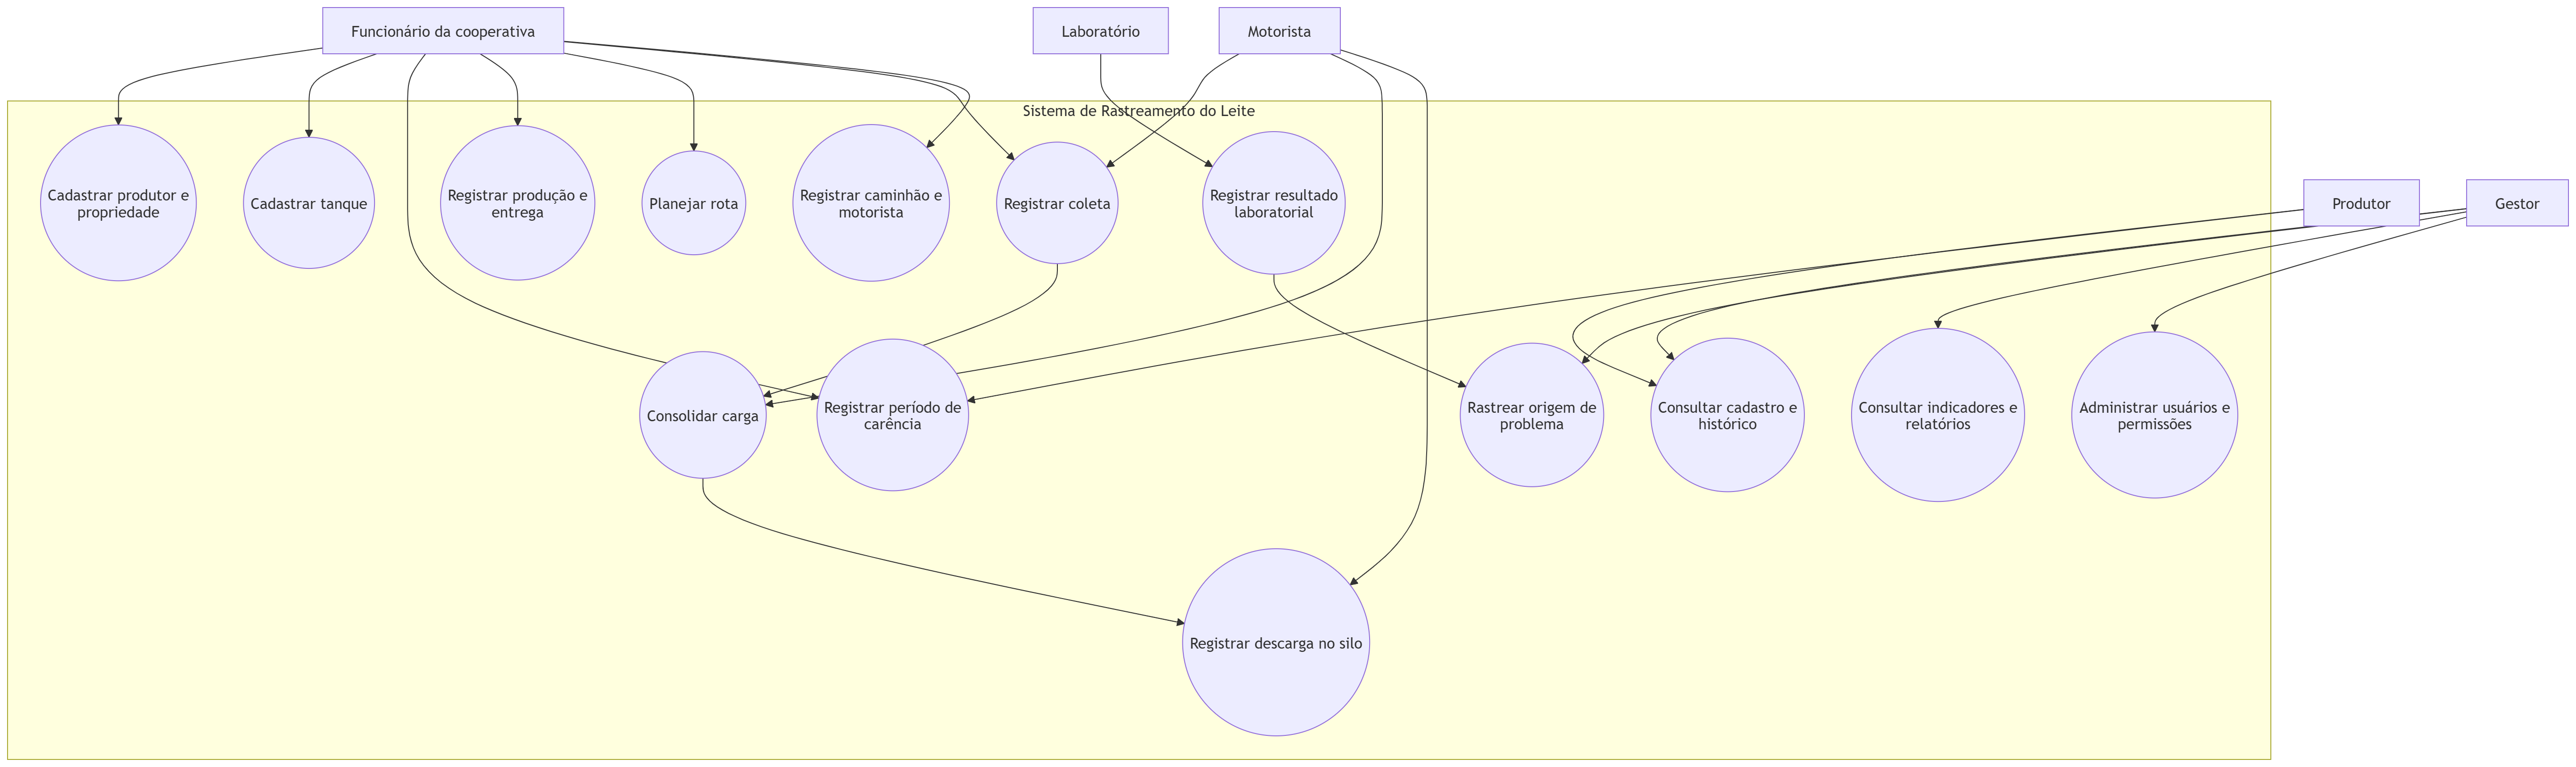 Funcionário da cooperativa
Laboratório
Motorista
Sistema de Rastreamento do Leite
Cadastrar produtor e
propriedade
Cadastrar tanque
Registrar produção e
entrega
Planejar rota
Registrar caminhão e
motorista
Registrar coleta
Registrar resultado
laboratorial
Produtor
Gestor
Consolidar carga
Registrar período de
carência
Rastrear origem de
problema
Consultar cadastro e
histórico
Consultar indicadores e
relatórios
Administrar usuários e
permissões
Registrar descarga no silo